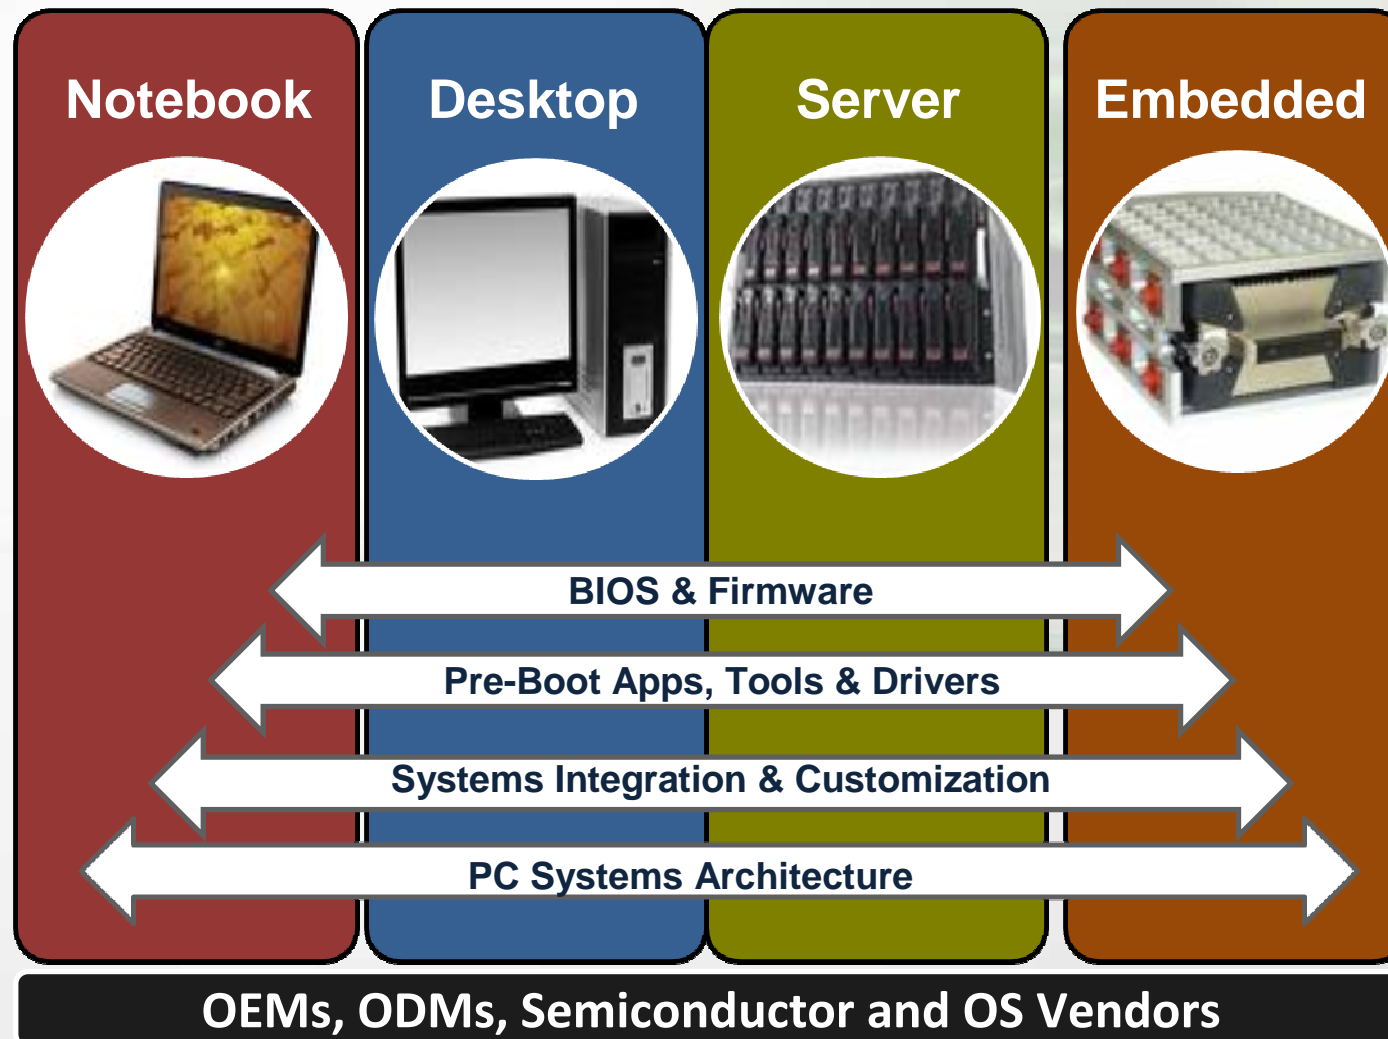 Notebook
Desktop
Server
Embedded
BIOS & Firmware
Pre-Boot Apps, Tools & Drivers
Systems Integration & Customization
PC Systems Architecture
OEMs, ODMs, Semiconductor and OS Vendors